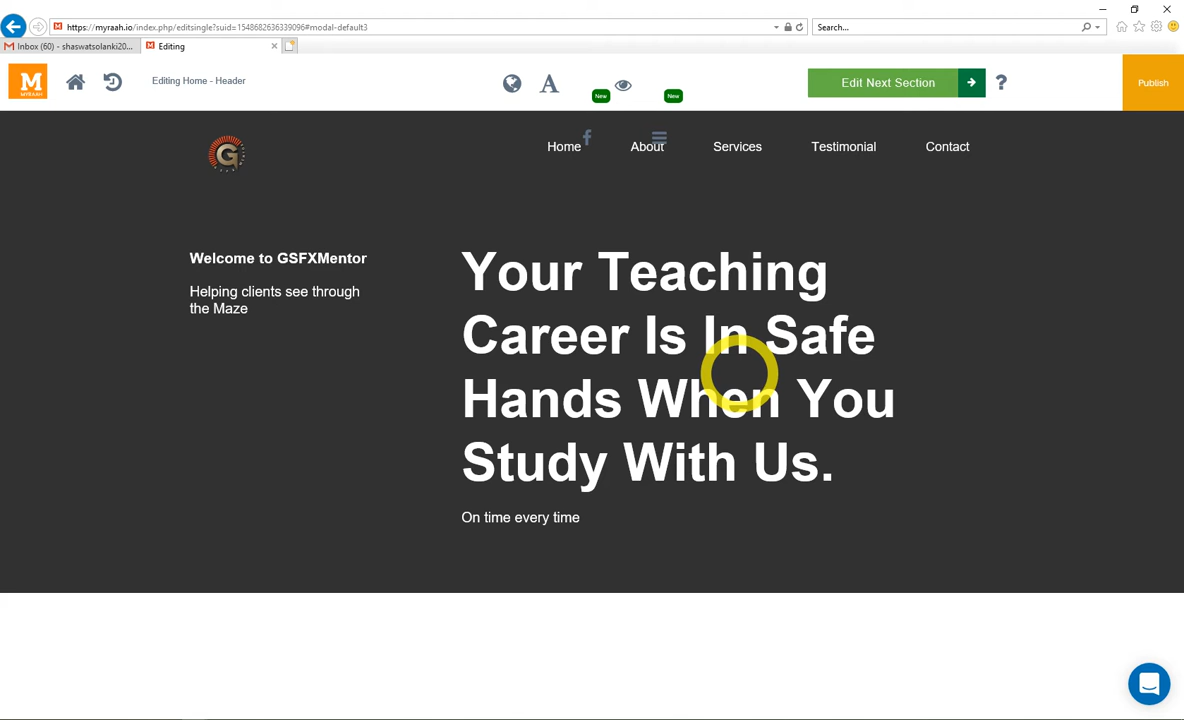 https://myraah.io/index.php/editsingle?suid=1548682636339096#modal-default3
Search...
Inbox (60) - shaswatsolanki20...
Editing
M
MYRAAH
Editing Home - Header
A
New
New
Edit Next Section
?
Publish
G
Home
About
Services
Testimonial
Contact
Welcome to GSFXMentor
Helping clients see through
the Maze
Your Teaching
Career Is In Safe
Hands When You
Study With Us.
On time every time